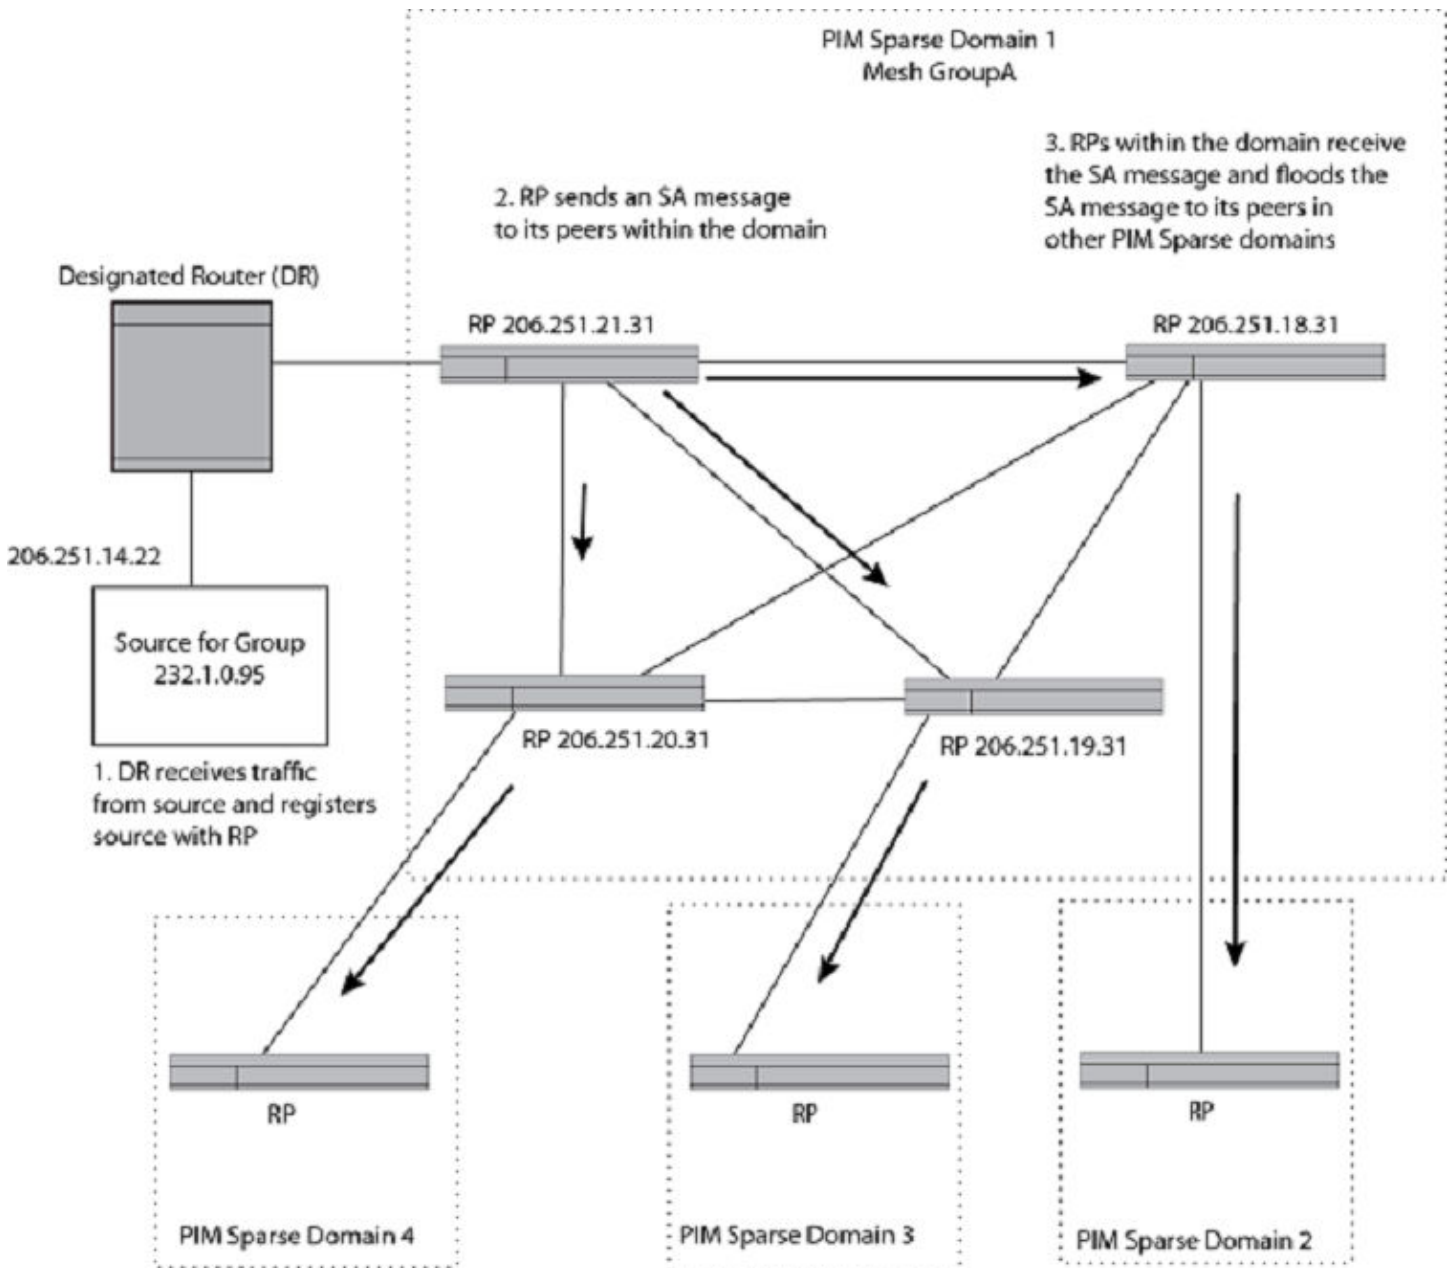 PIM Sparse Domain 1
Mesh GroupA
3. RPs within the domain receive
the SA message and floods the
SA message to its peers in
other PIM Sparse domains
2. RP sends an SA message
to its peers within the domain
Designated Router (DR)
RP 206.251.21.31
RP 206.251.18.31
206.251.14.22
Source for Group
232.1.0.95
RP 206.251.20.31
RP 206.251.19.31
1. DR receives traffic
from source and registers
source with RP
RP
RP
RP
PIM Sparse Domain 4
PIM Sparse Domain 3
PIM Sparse Domain 2